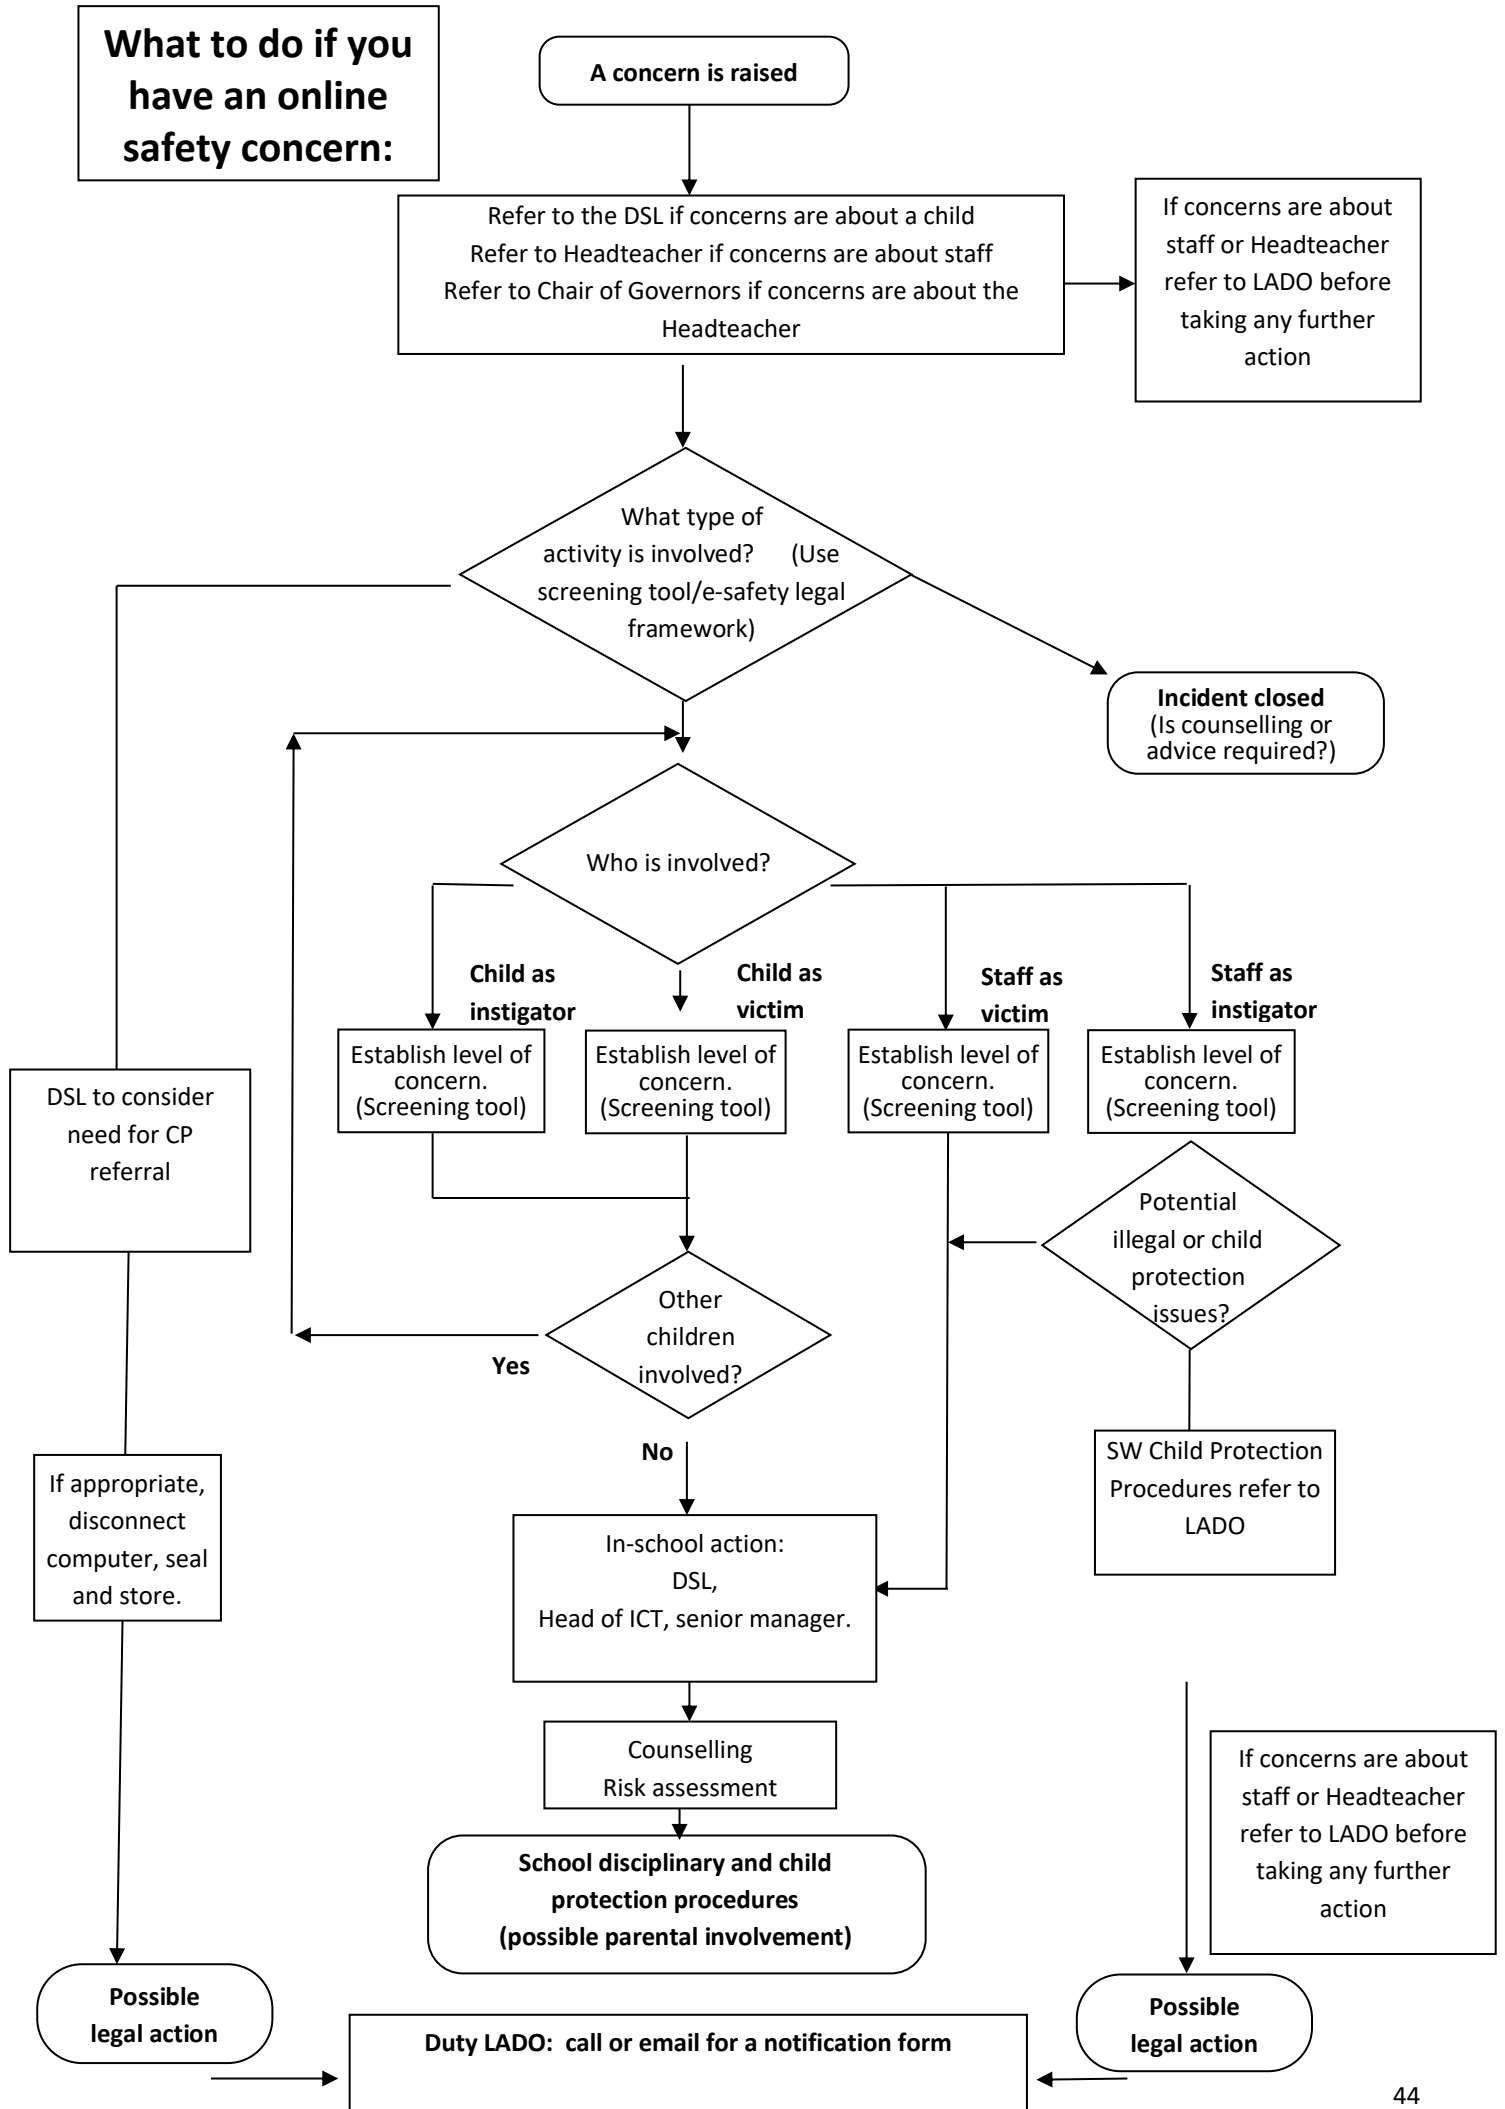 What to do if you
have an online
safety concern:
A concern is raised
Refer to the DSL if concerns are about a child
Refer to Headteacher if concerns are about staff
Refer to Chair of Governors if concerns are about the
Headteacher
If concerns are about
staff or Headteacher
refer to LADO before
taking any further
action
What type of
activity is involved? (Use
screening tool/e-safety legal
framework)
Incident closed
(Is counselling or
advice required?)
Who is involved?
Child as
instigator
Child as
victim
Staff as
victim
Staff as
instigator
Establish level of
concern.
(Screening tool)
Establish level of
concern.
(Screening tool)
Establish level of
concern.
(Screening tool)
Establish level of
concern.
(Screening tool)
DSL to consider
need for CP
referral
Potential
illegal or child
protection
issues?
Other
children
involved?
Yes
No
SW Child Protection
Procedures refer to
LADO
If appropriate,
disconnect
computer, seal
and store.
In-school action:
DSL,
Head of ICT, senior manager.
Counselling
Risk assessment
If concerns are about
staff or Headteacher
refer to LADO before
taking any further
action
School disciplinary and child
protection procedures
(possible parental involvement)
Possible
legal action
Possible
legal action
Duty LADO: call or email for a notification form
44